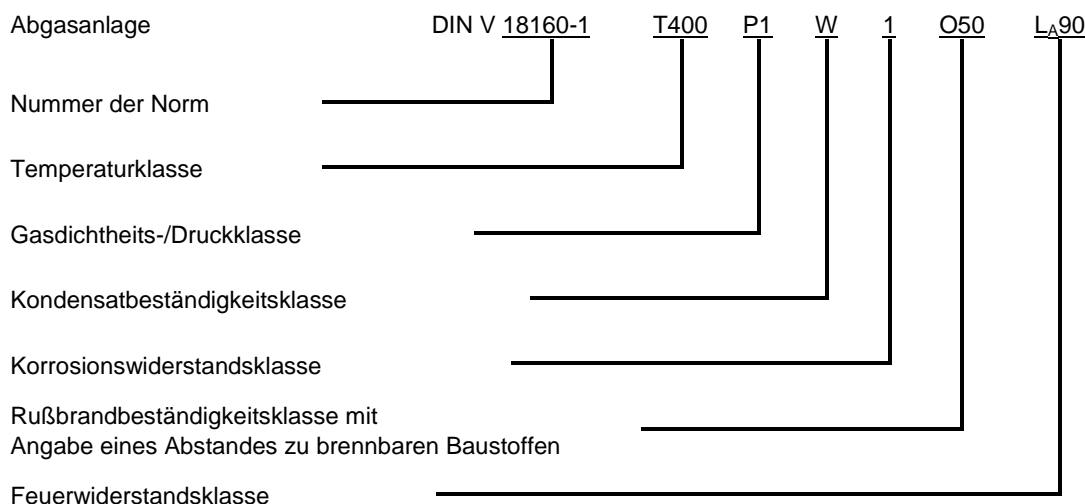 Abgasanlage DIN V 18160-1 T400 P1 W 1 O50 LA90
Nummer der Norm
Temperaturklasse
Gasdichtheits-/Druckklasse
Kondensatbeständigkeitsklasse
Korrosionswiderstandsklasse
Rußbrandbeständigkeitsklasse mit
Angabe eines Abstandes zu brennbaren Baustoffen
Feuerwiderstandsklasse